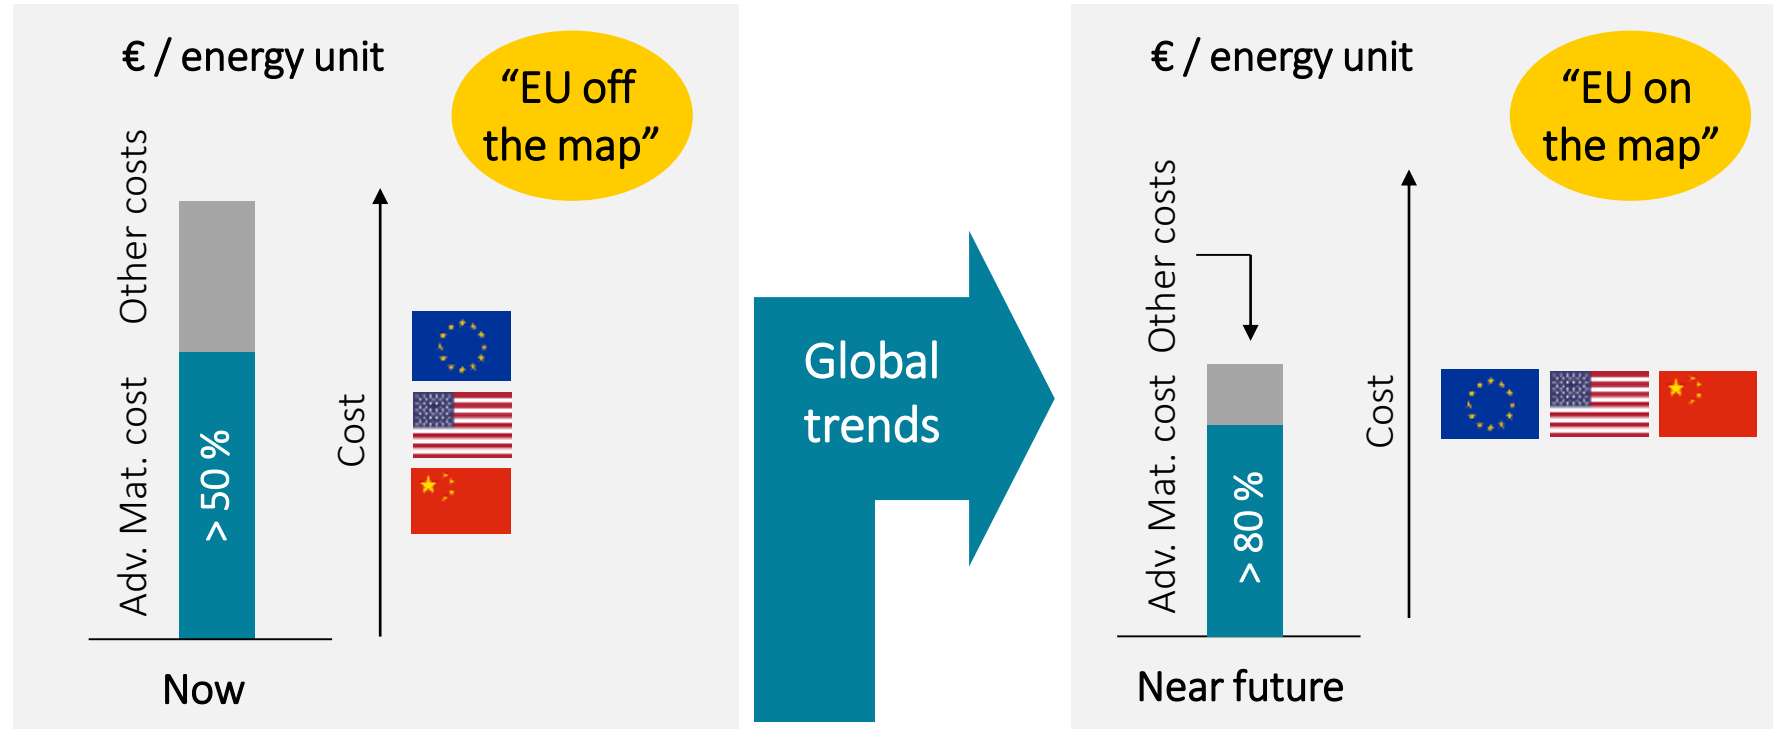 € / energy unit
“EU off
the map”
Other costs
Adv. Mat. cost
> 50 %
Cost
Now
Global
trends
€ / energy unit
“EU on
the map”
Other costs
Adv. Mat. cost
> 80 %
Cost
Near future